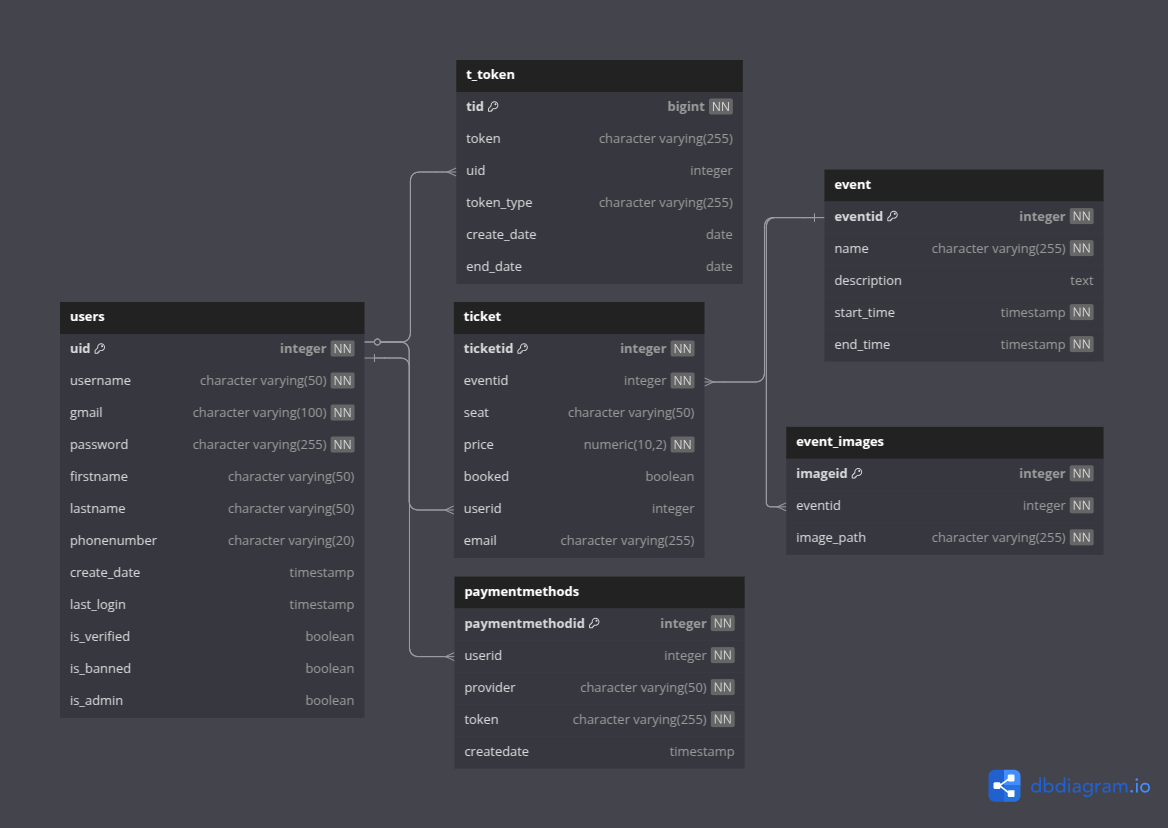 t_token
tid bigint NN
token character varying(255)
uid integer
token_type character varying(255)
create_date date
end_date date
event
eventid integer NN
name character varying(255) NN
description text
start_time timestamp NN
end_time timestamp NN
users
uid integer NN
username character varying(50) NN
gmail character varying(100) NN
password character varying(255) NN
firstname character varying(50)
lastname character varying(50)
phonenumber character varying(20)
create_date timestamp
last_login timestamp
is_verified boolean
is_banned boolean
is_admin boolean
ticket
ticketid integer NN
eventid integer NN
seat character varying(50)
price numeric(10,2) NN
booked boolean
userid integer
email character varying(255)
event_images
imageid integer NN
eventid integer NN
image_path character varying(255) NN
paymentmethods
paymentmethodid integer NN
userid integer NN
provider character varying(50) NN
token character varying(255) NN
createdate timestamp
dbdiagram.io